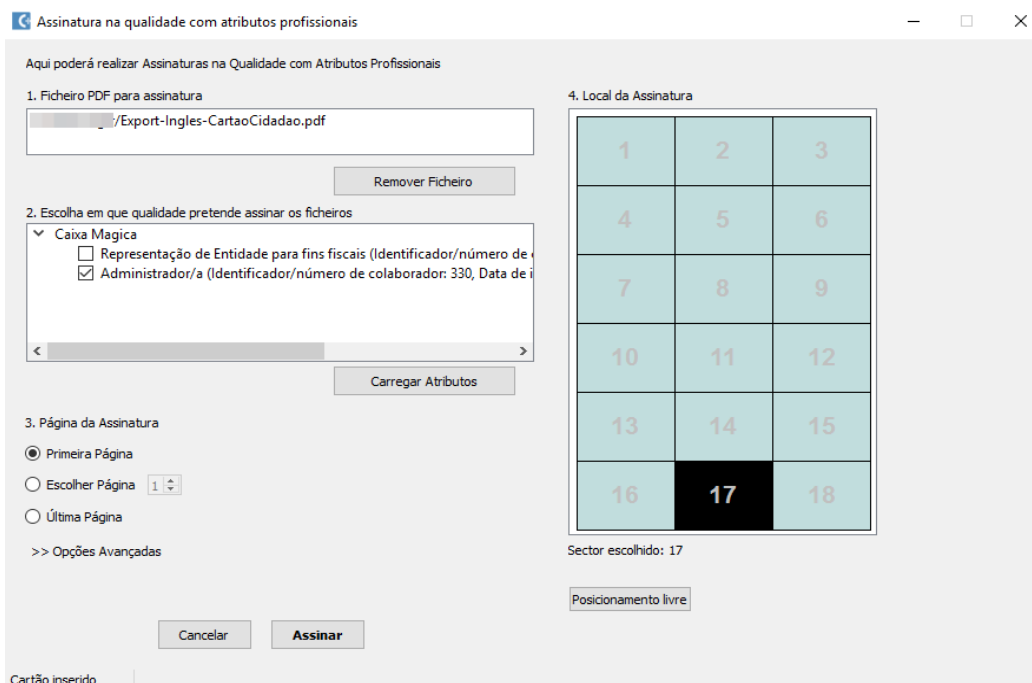 Assinatura na qualidade com atributos profissionais
Aqui poderá realizar Assinaturas na Qualidade com Atributos Profissionais
1. Ficheiro PDF para assinatura
/Export-Ingles-CartaoCidadao.pdf
Remover Ficheiro
2. Escolha em que qualidade pretende assinar os ficheiros
Caixa Magica
Representação de Entidade para fins fiscais (Identificador/número de
Administrador/a (Identificador/número de colaborador: 330, Data de i
Carregar Atributos
3. Página da Assinatura
Primeira Página
Escolher Página 1
Última Página
>> Opções Avançadas
Cancelar
Assinar
4. Local da Assinatura
1 2 3
4 5 6
7 8 9
10 11 12
13 14 15
16 17 18
Sector escolhido: 17
Posicionamento livre
Cartão inserido